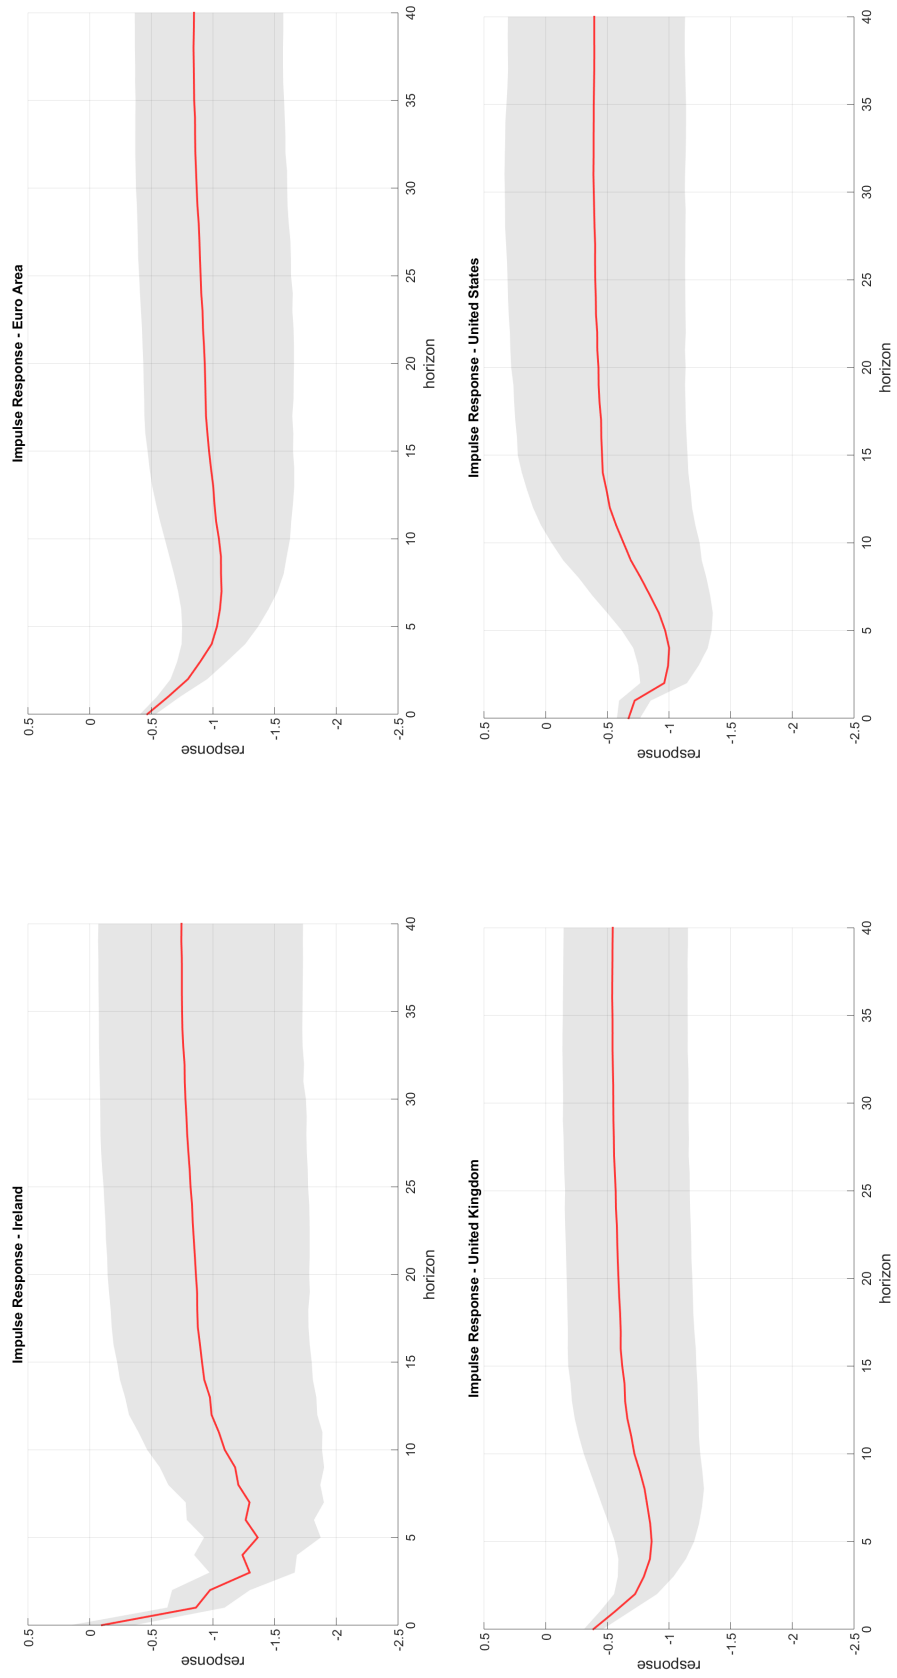 Impulse Response - Ireland
0.5
0
-0.5
-1
-1.5
-2
-2.5
response
0 5 10 15 20 25 30 35 40
horizon
Impulse Response - Euro Area
0.5
0
-0.5
-1
-1.5
-2
-2.5
response
0 5 10 15 20 25 30 35 40
horizon
Impulse Response - United Kingdom
0.5
0
-0.5
-1
-1.5
-2
-2.5
response
0 5 10 15 20 25 30 35 40
horizon
Impulse Response - United States
0.5
0
-0.5
-1
-1.5
-2
-2.5
response
0 5 10 15 20 25 30 35 40
horizon